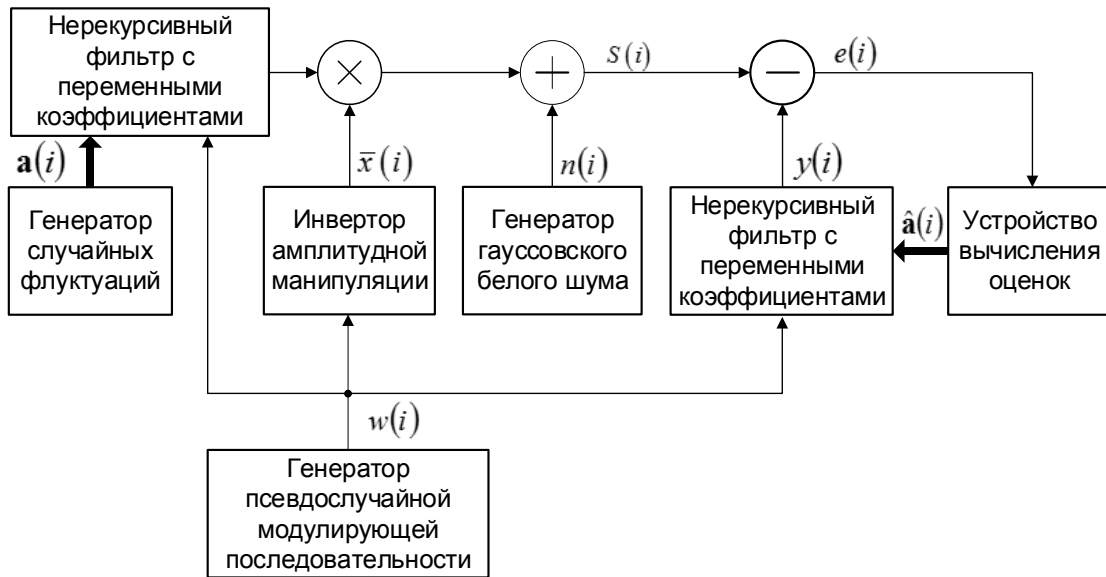 Нерекурсивный
фильтр с
переменными
коэффициентами
×
+
S(i)
−
e(i)
a(i)
x̅(i)
n(i)
y(i)
â(i)
Генератор
случайных
флуктуаций
Инвертор
амплитудной
манипуляции
Генератор
гауссовского
белого шума
Нерекурсивный
фильтр с
переменными
коэффициентами
Устройство
вычисления
оценок
w(i)
Генератор
псевдослучайной
модулирующей
последовательности